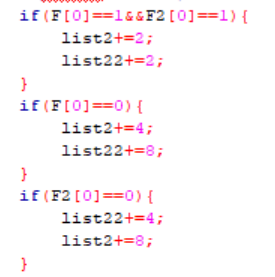 if(F[0]==1&&F2[0]==1){
list2+=2;
list22+=2;
}
if(F[0]==0){
list2+=4;
list22+=8;
}
if(F2[0]==0){
list22+=4;
list2+=8;
}